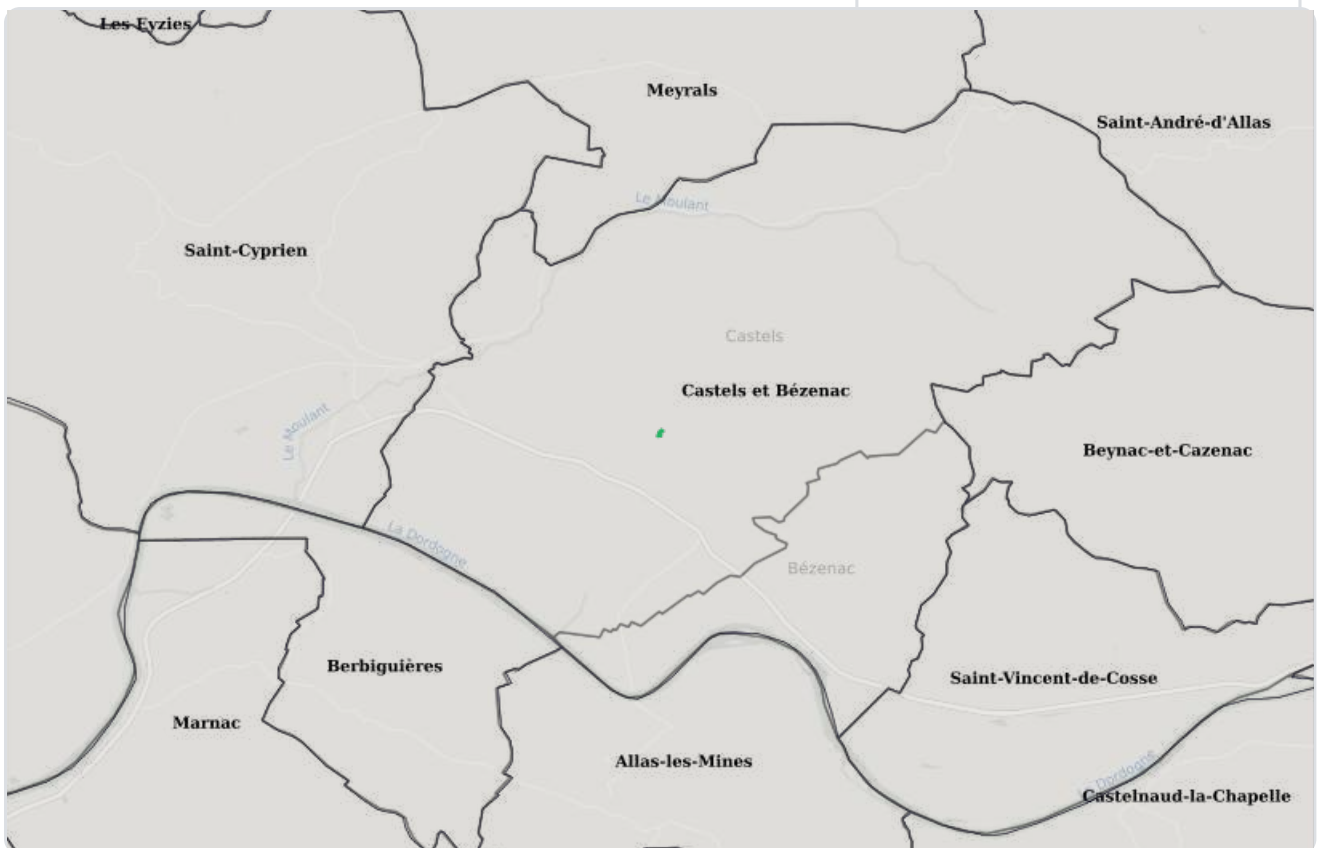 Les Eyzies
Meyrals
Saint-André-d'Allas
Le Moulant
Saint-Cyprien
Castels
Castels et Bézenac
Le Moulant
Beynac-et-Cazenac
La Dordogne
Bézenac
Berbiguières
Saint-Vincent-de-Cosse
Marnac
Allas-les-Mines
Dordogne
Castelnaud-la-Chapelle